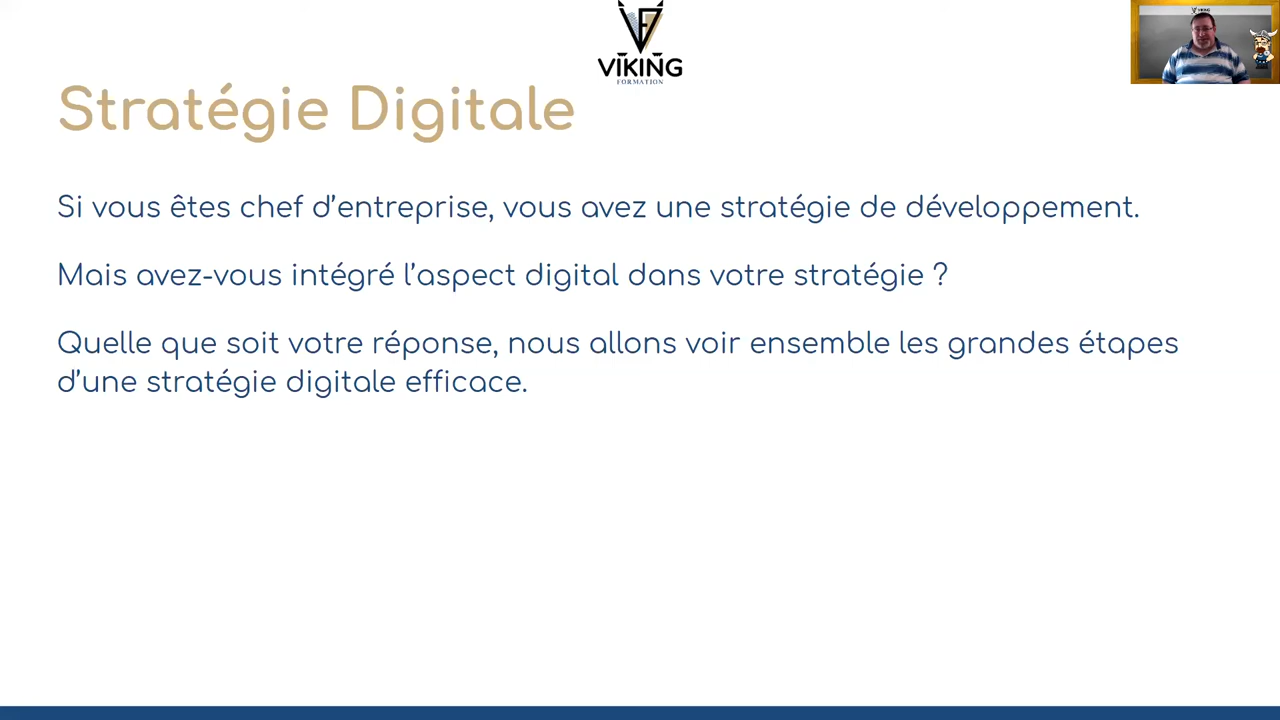 VIKING
FORMATION
VIKING
Stratégie Digitale
Si vous êtes chef d’entreprise, vous avez une stratégie de développement.
Mais avez-vous intégré l’aspect digital dans votre stratégie ?
Quelle que soit votre réponse, nous allons voir ensemble les grandes étapes
d’une stratégie digitale efficace.